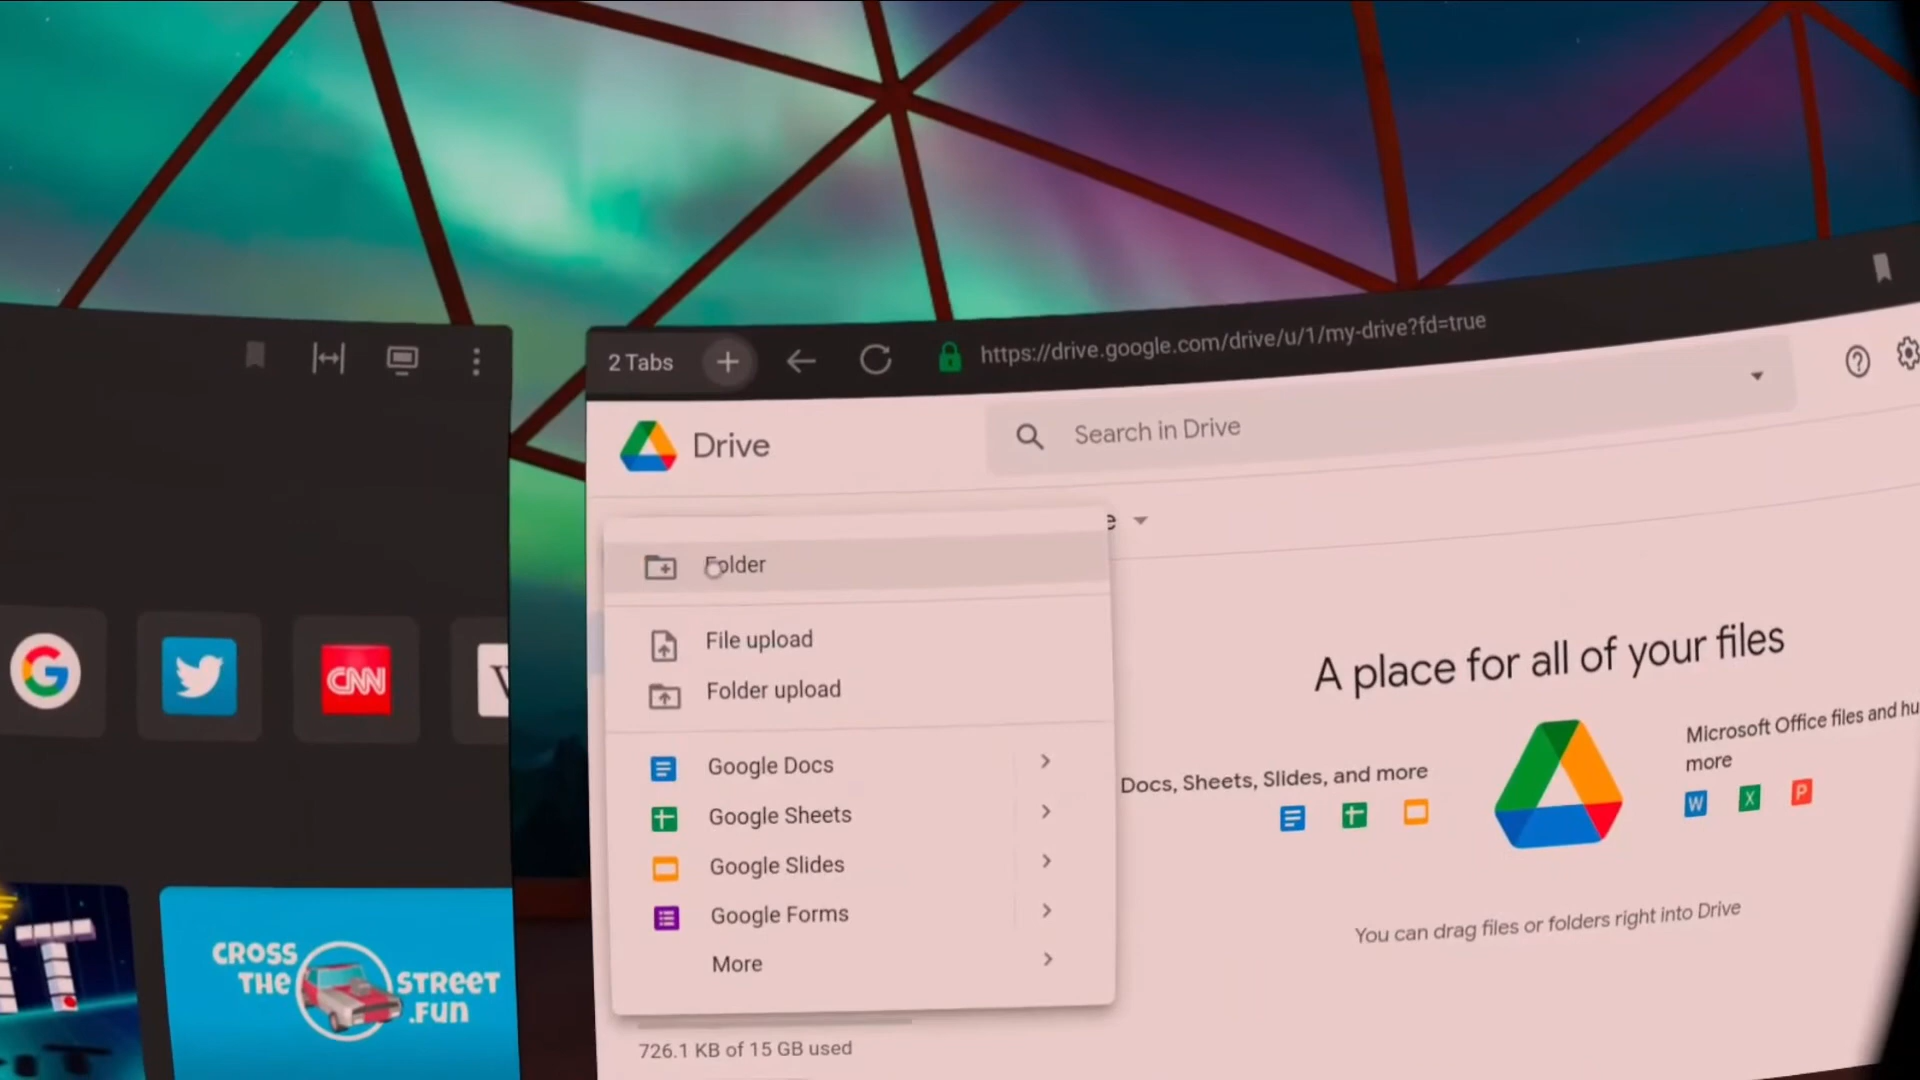 2 Tabs
https://drive.google.com/drive/u/1/my-drive?fd=true
Drive
Search in Drive
Folder
File upload
Folder upload
Google Docs
Google Sheets
Google Slides
Google Forms
More
726.1 KB of 15 GB used
A place for all of your files
Docs, Sheets, Slides, and more
Microsoft Office files and hu
more
W
X
P
You can drag files or folders right into Drive
G
CNN
CROSS
THE
STREET
.FUN